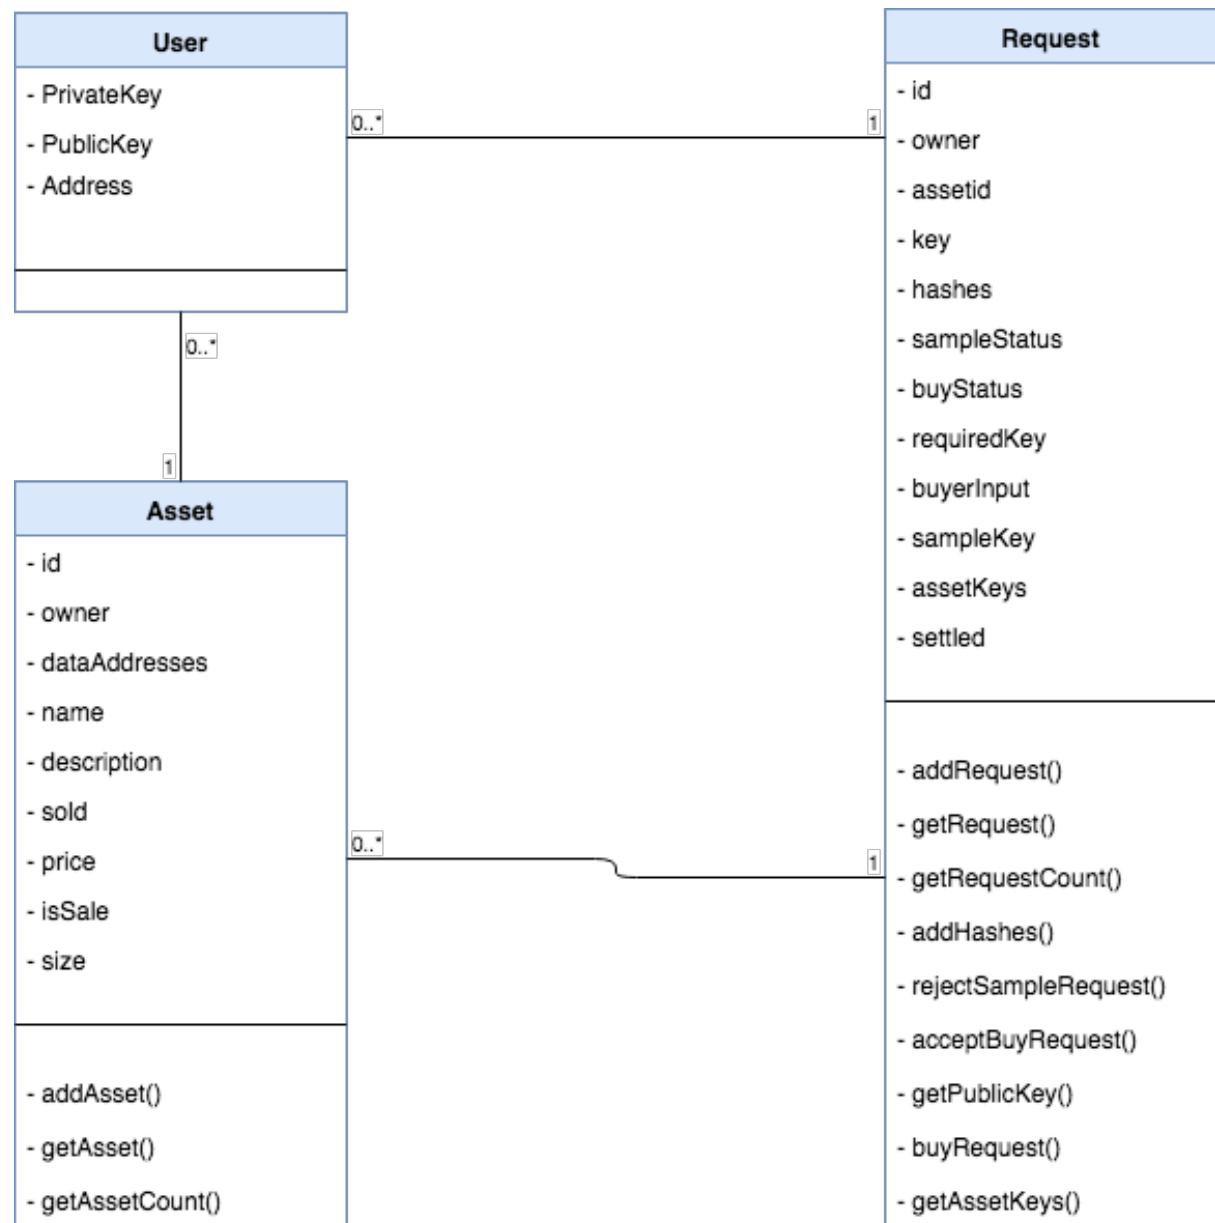 User
- PrivateKey
- PublicKey
- Address
0..*
1
0..*
1
Asset
- id
- owner
- dataAddresses
- name
- description
- sold
- price
- isSale
- size
- addAsset()
- getAsset()
- getAssetCount()
0..*
1
Request
- id
- owner
- assetid
- key
- hashes
- sampleStatus
- buyStatus
- requiredKey
- buyerInput
- sampleKey
- assetKeys
- settled
- addRequest()
- getRequest()
- getRequestCount()
- addHashes()
- rejectSampleRequest()
- acceptBuyRequest()
- getPublicKey()
- buyRequest()
- getAssetKeys()